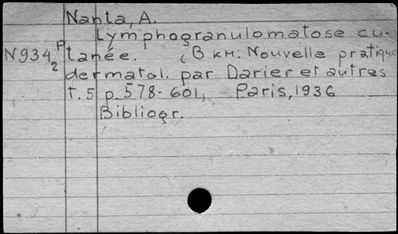 Nanta, A.
Lymphogranulomatose cu-
N934 P/2 tanée. (В кн: Nouvelle pratique
dermatol. par Darier et autres
t. 5 p. 578-601, Paris, 1936
Bibliogr.